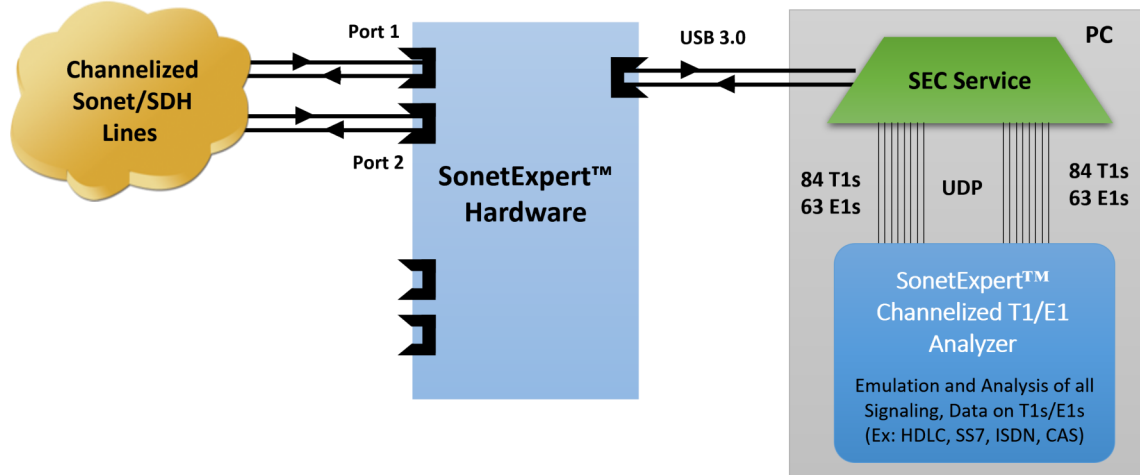 Channelized
Sonet/SDH
Lines
Port 1
Port 2
SonetExpert™
Hardware
USB 3.0
PC
SEC Service
84 T1s
63 E1s
UDP
84 T1s
63 E1s
SonetExpert™
Channelized T1/E1
Analyzer
Emulation and Analysis of all
Signaling, Data on T1s/E1s
(Ex: HDLC, SS7, ISDN, CAS)